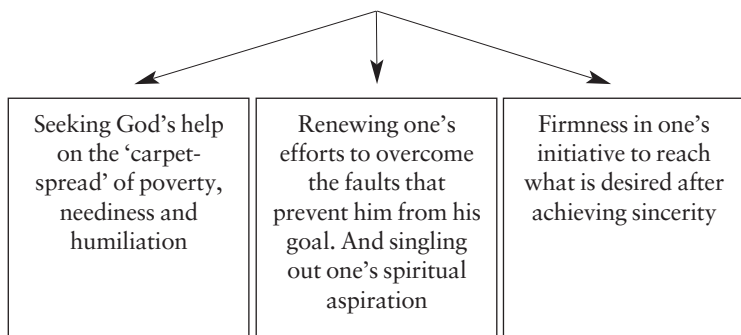 Seeking God’s help
on the ‘carpet-
spread’ of poverty,
neediness and
humiliation
Renewing one’s
efforts to overcome
the faults that
prevent him from his
goal. And singling
out one’s spiritual
aspiration
Firmness in one’s
initiative to reach
what is desired after
achieving sincerity